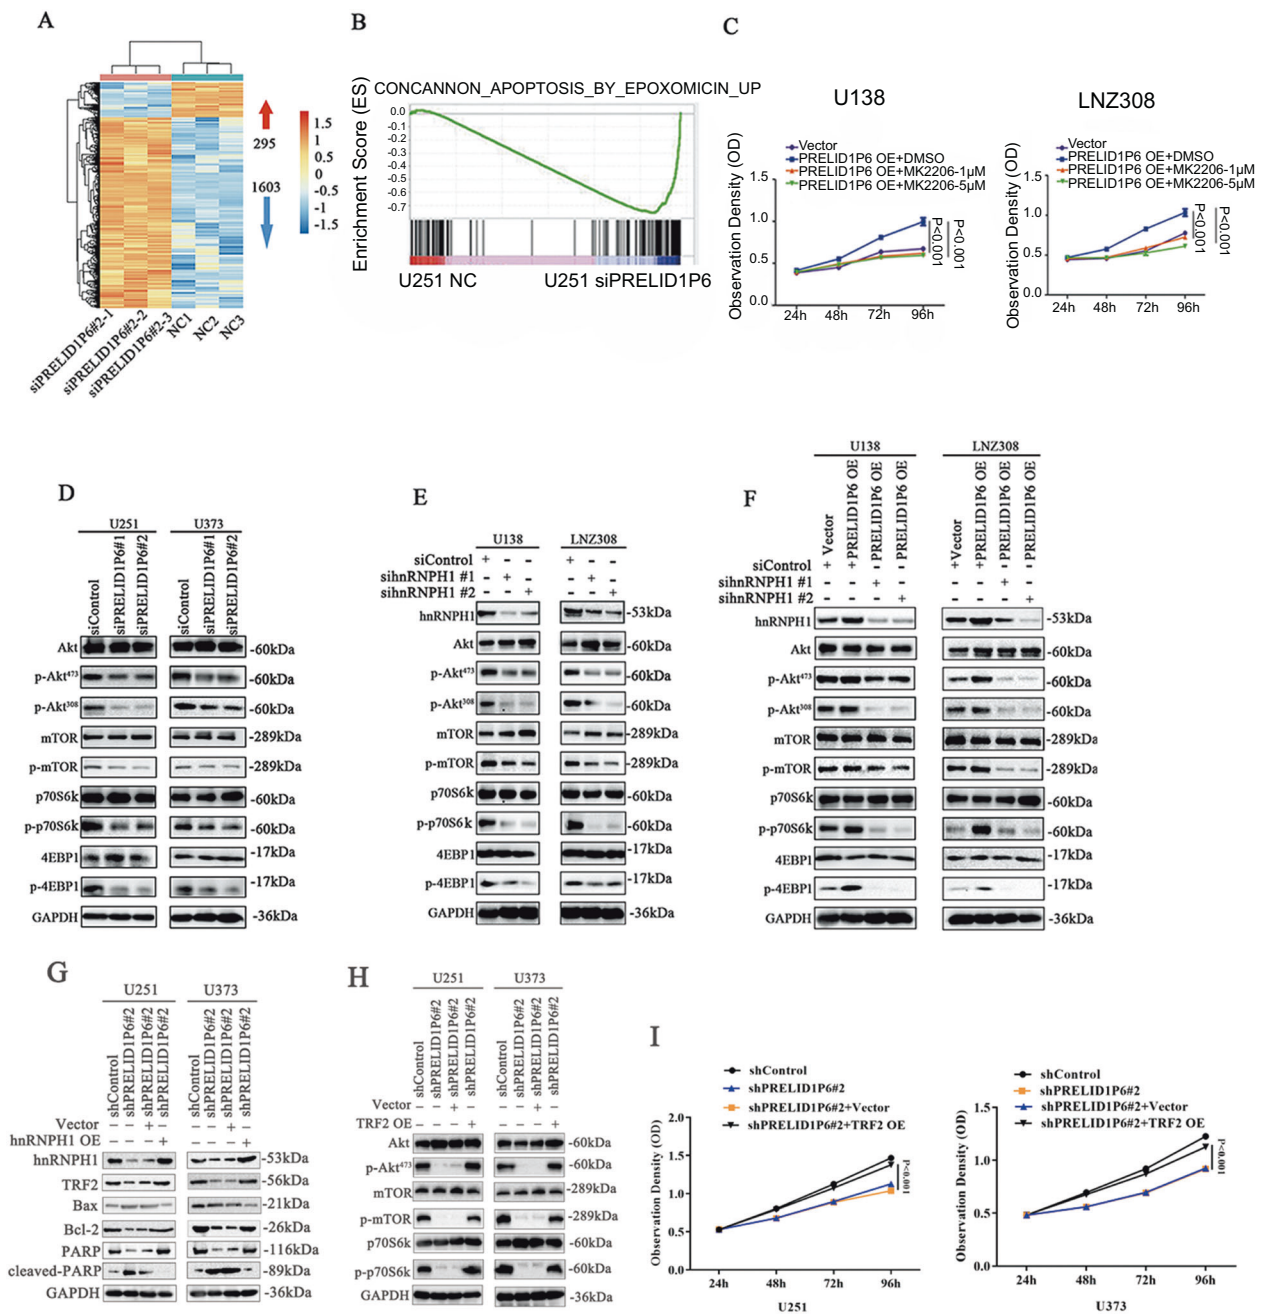 A
295
1603
1.5
1
0.5
0
−0.5
−1
−1.5
siPRELID1P6#2-1
siPRELID1P6#2-2
siPRELID1P6#2-3
NC1
NC2
NC3
B
CONCANNON_APOPTOSIS_BY_EPOXOMICIN_UP
Enrichment Score (ES)
0.0
-0.1
-0.2
-0.3
-0.4
-0.5
-0.6
-0.7
U251 NC
U251 siPRELID1P6
C
U138
Vector
PRELID1P6 OE+DMSO
PRELID1P6 OE+MK2206-1μM
PRELID1P6 OE+MK2206-5μM
Observation Density (OD)
1.5
1.0
0.5
0.0
24h 48h 72h 96h
P<0.001
P<0.001
LNZ308
Vector
PRELID1P6 OE+DMSO
PRELID1P6 OE+MK2206-1μM
PRELID1P6 OE+MK2206-5μM
Observation Density (OD)
1.5
1.0
0.5
0.0
24h 48h 72h 96h
P<0.001
P<0.001
D
U251 U373
siControl
siPRELID1P6#1
siPRELID1P6#2
siControl
siPRELID1P6#1
siPRELID1P6#2
Akt -60kDa
p-Akt473 -60kDa
p-Akt308 -60kDa
mTOR -289kDa
p-mTOR -289kDa
p70S6k -60kDa
p-p70S6k -60kDa
4EBP1 -17kDa
p-4EBP1 -17kDa
GAPDH -36kDa
E
U138 LNZ308
siControl + - - + - -
sihnRNPH1 #1 - + - - + -
sihnRNPH1 #2 - - + - - +
hnRNPH1 -53kDa
Akt -60kDa
p-Akt473 -60kDa
p-Akt308 -60kDa
mTOR -289kDa
p-mTOR -289kDa
p70S6k -60kDa
p-p70S6k -60kDa
4EBP1 -17kDa
p-4EBP1 -17kDa
GAPDH -36kDa
F
U138 LNZ308
Vector
PRELID1P6 OE
PRELID1P6 OE
PRELID1P6 OE
Vector
PRELID1P6 OE
PRELID1P6 OE
PRELID1P6 OE
siControl + + - - + + - -
sihnRNPH1 #1 - - + - - - + -
sihnRNPH1 #2 - - - + - - - +
hnRNPH1 -53kDa
Akt -60kDa
p-Akt473 -60kDa
p-Akt308 -60kDa
mTOR -289kDa
p-mTOR -289kDa
p70S6k -60kDa
p-p70S6k -60kDa
4EBP1 -17kDa
p-4EBP1 -17kDa
GAPDH -36kDa
G
U251 U373
shControl
shPRELID1P6#2
shPRELID1P6#2
shPRELID1P6#2
shControl
shPRELID1P6#2
shPRELID1P6#2
shPRELID1P6#2
Vector - - + - - - + -
hnRNPH1 OE - - - + - - - +
hnRNPH1 -53kDa
TRF2 -56kDa
Bax -21kDa
Bcl-2 -26kDa
PARP -116kDa
cleaved-PARP -89kDa
GAPDH -36kDa
H
U251 U373
shControl
shPRELID1P6#2
shPRELID1P6#2
shPRELID1P6#2
shControl
shPRELID1P6#2
shPRELID1P6#2
shPRELID1P6#2
Vector - - + - - - + -
TRF2 OE - - - + - - - +
Akt -60kDa
p-Akt473 -60kDa
mTOR -289kDa
p-mTOR -289kDa
p70S6k -60kDa
p-p70S6k -60kDa
GAPDH -36kDa
I
shControl
shPRELID1P6#2
shPRELID1P6#2+Vector
shPRELID1P6#2+TRF2 OE
Observation Density (OD)
2.0
1.5
1.0
0.5
0.0
24h 48h 72h 96h
P<0.001
U251
shControl
shPRELID1P6#2
shPRELID1P6#2+Vector
shPRELID1P6#2+TRF2 OE
Observation Density (OD)
1.5
1.0
0.5
0.0
24h 48h 72h 96h
P<0.001
U373